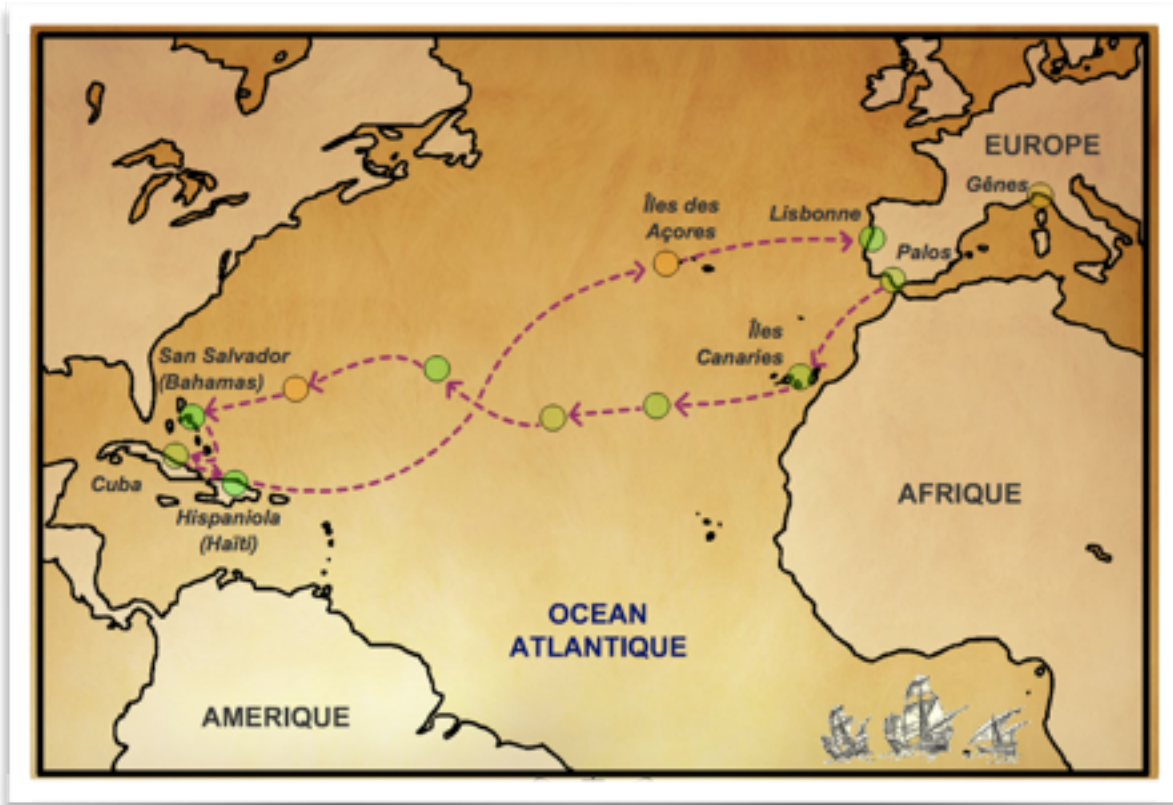 EUROPE
Gênes
Îles des
Açores
Lisbonne
Palos
Îles
Canaries
San Salvador
(Bahamas)
Cuba
Hispaniola
(Haïti)
AFRIQUE
OCEAN
ATLANTIQUE
AMERIQUE